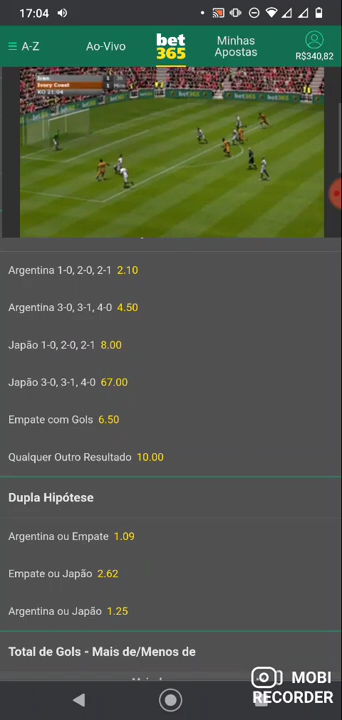 17:04
A-Z
Ao-Vivo
bet
365
Minhas
Apostas
R$340,82
Ivory Coast
bet365
Argentina 1-0, 2-0, 2-1 2.10
Argentina 3-0, 3-1, 4-0 4.50
Japão 1-0, 2-0, 2-1 8.00
Japão 3-0, 3-1, 4-0 67.00
Empate com Gols 6.50
Qualquer Outro Resultado 10.00
Dupla Hipótese
Argentina ou Empate 1.09
Empate ou Japão 2.62
Argentina ou Japão 1.25
Total de Gols - Mais de/Menos de
MOBI
RECORDER